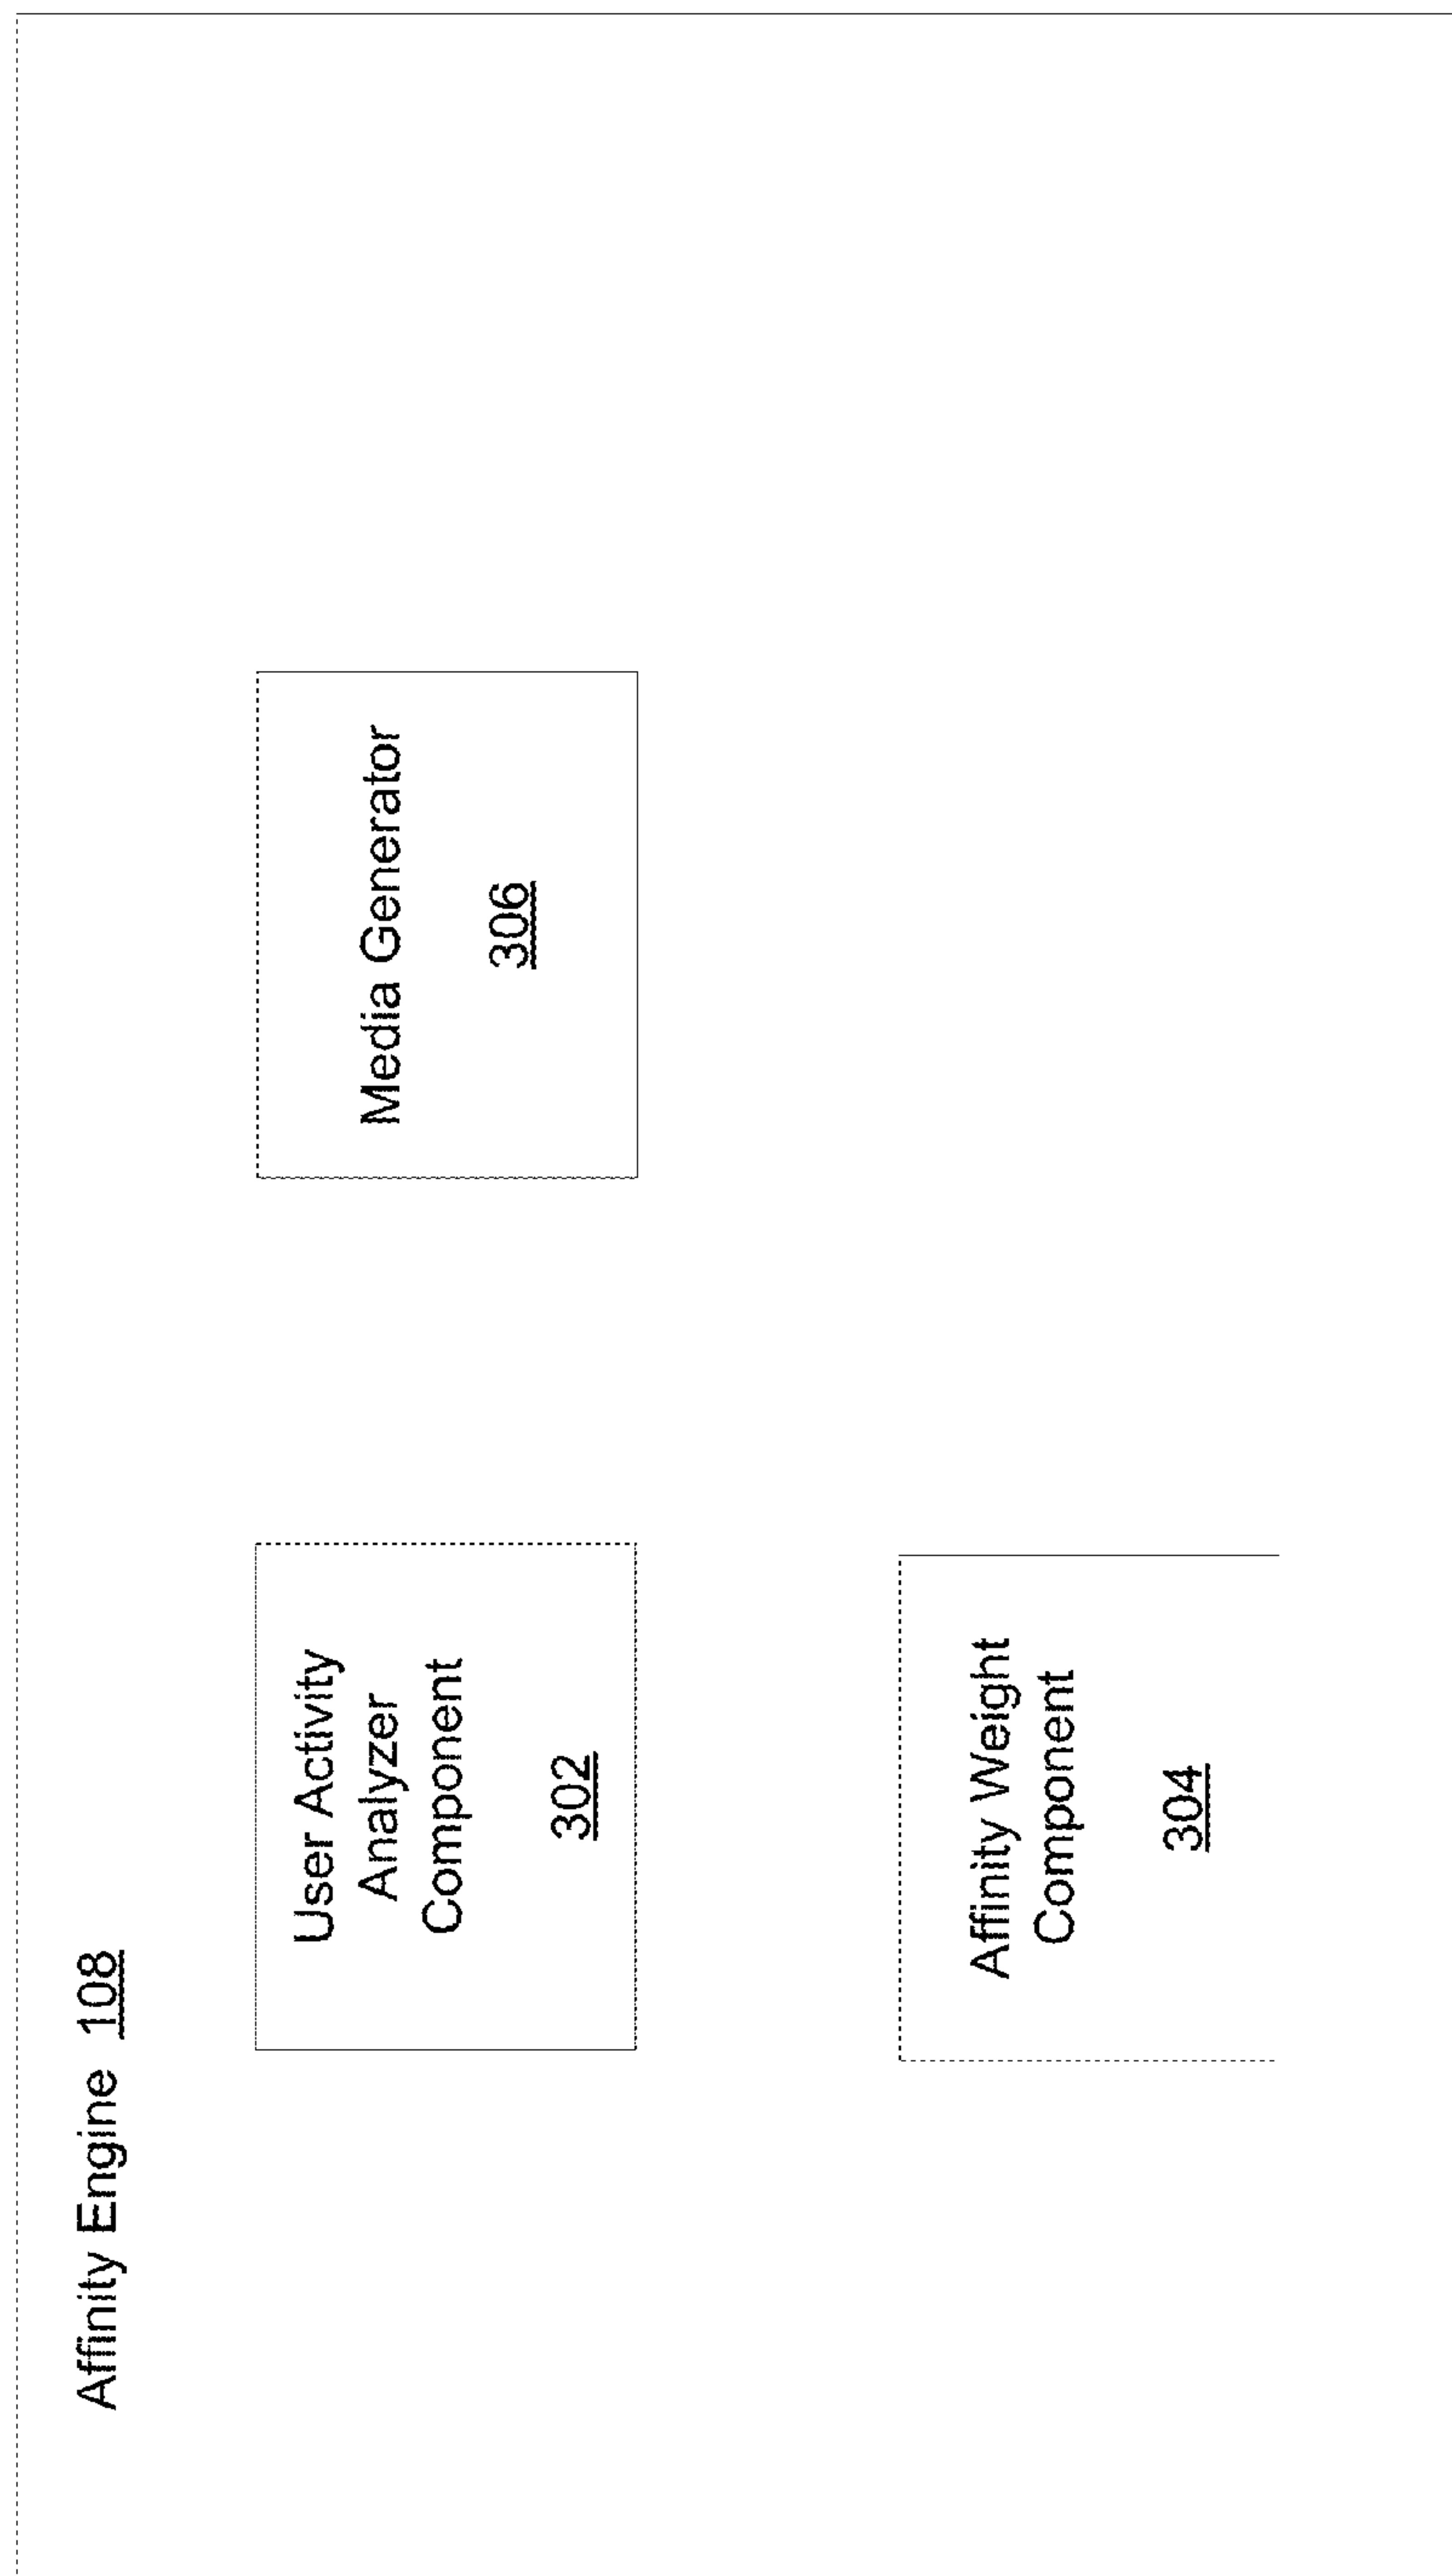 Affinity Engine 108
User Activity
Analyzer
Component
302
Media Generator
306
Affinity Weight
Component
304